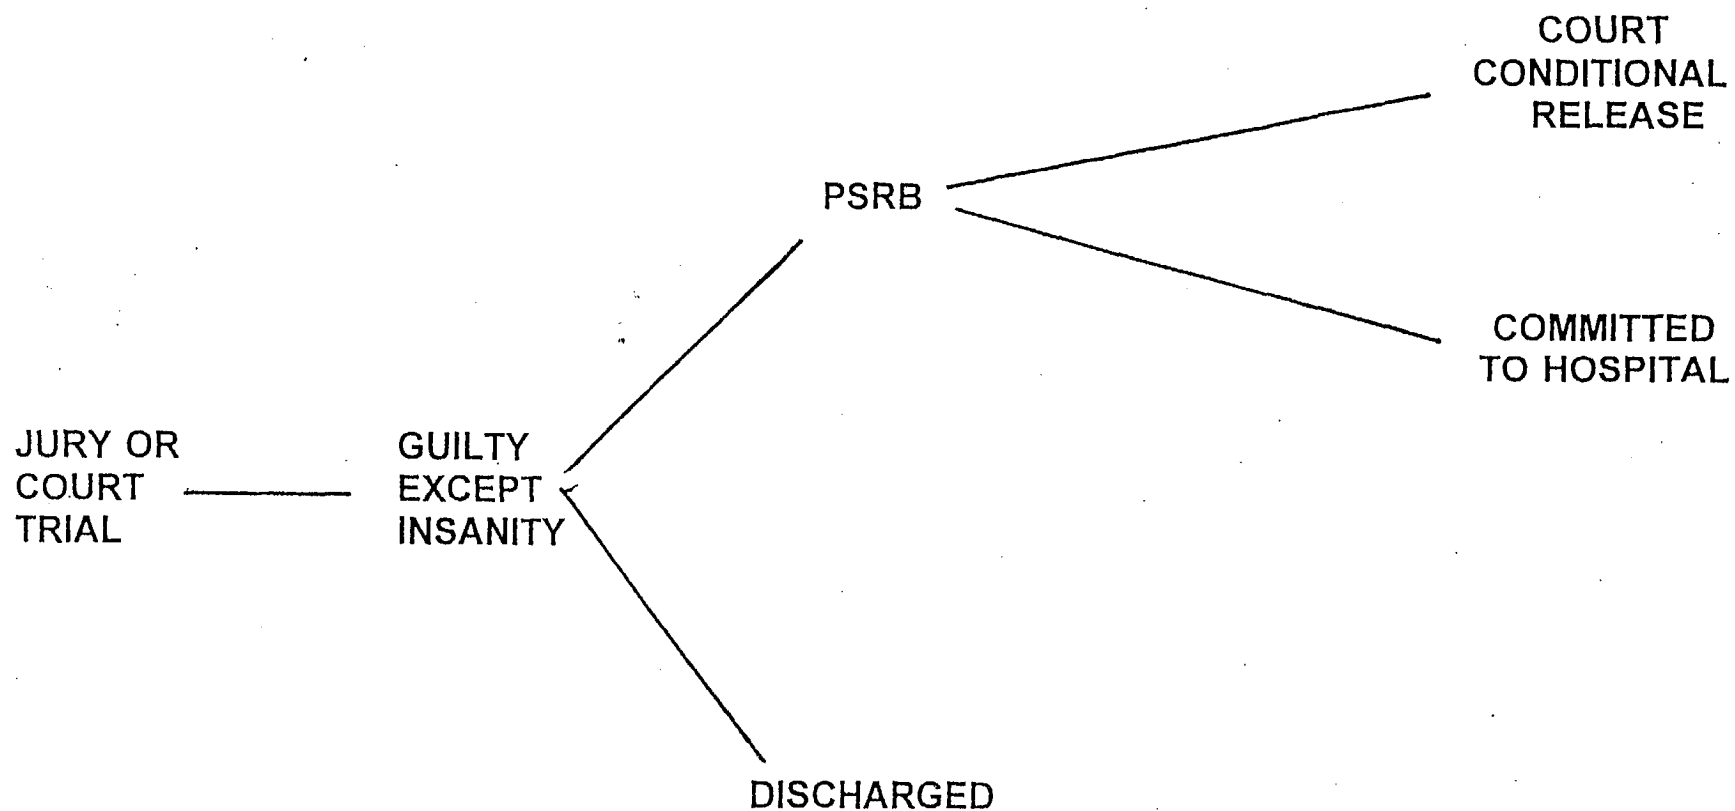 COURT
CONDITIONAL
RELEASE
PSRB
COMMITTED
TO HOSPITAL
JURY OR
COURT
TRIAL
GUILTY
EXCEPT
INSANITY
DISCHARGED